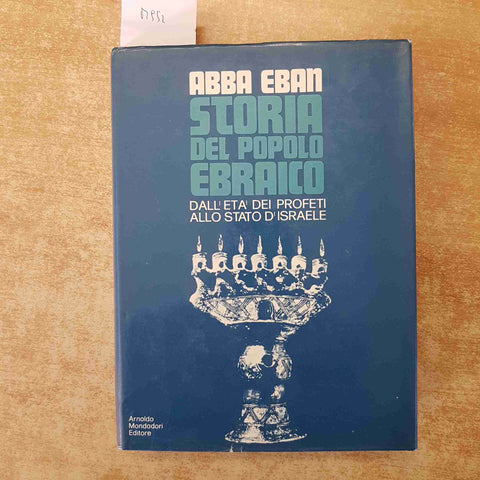 ABBA EBAN
STORIA
DEL POPOLO
EBRAICO
DALL'ETA' DEI PROFETI
ALLO STATO D'ISRAELE
Arnoldo
Mondadori
Editore